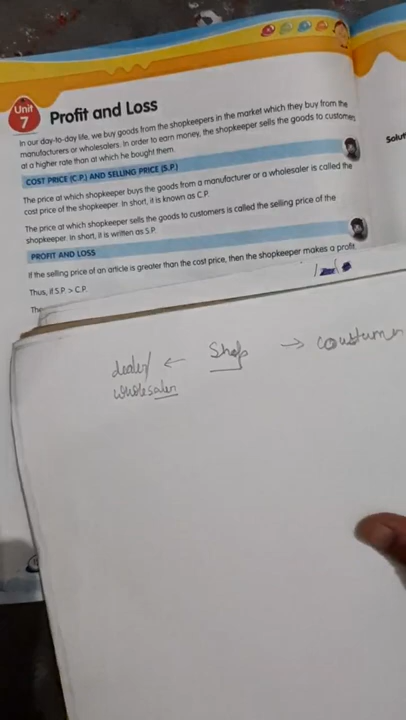 Unit
7
Profit and Loss
In our day-to-day life, we buy goods from the shopkeepers in the market which they buy from the
manufacturers or wholesalers. In order to earn money, the shopkeeper sells the goods to customers
at a higher rate than at which he bought them.
COST PRICE (C.P.) AND SELLING PRICE (S.P.)
The price at which shopkeeper buys the goods from a manufacturer or a wholesaler is called the
cost price of the shopkeeper. In short, it is known as C.P.
The price at which shopkeeper sells the goods to customers is called the selling price of the
shopkeeper. In short, it is written as S.P.
PROFIT AND LOSS
If the selling price of an article is greater than the cost price, then the shopkeeper makes a profit.
Thus, if S.P. > C.P.
The
Solut
dealer/ ← Shop → coustumer
wholesaler